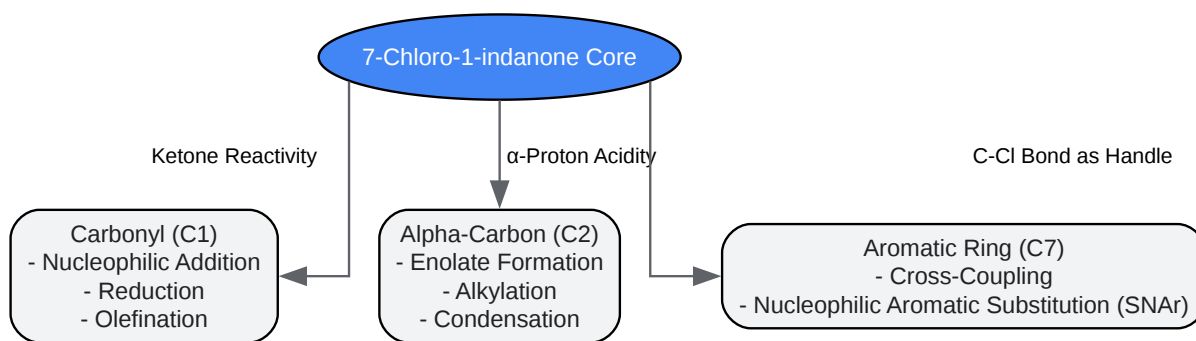 7-Chloro-1-indanone Core
Ketone Reactivity
α-Proton Acidity
C-Cl Bond as Handle
Carbonyl (C1)
- Nucleophilic Addition
- Reduction
- Olefination
Alpha-Carbon (C2)
- Enolate Formation
- Alkylation
- Condensation
Aromatic Ring (C7)
- Cross-Coupling
- Nucleophilic Aromatic Substitution (SNAr)